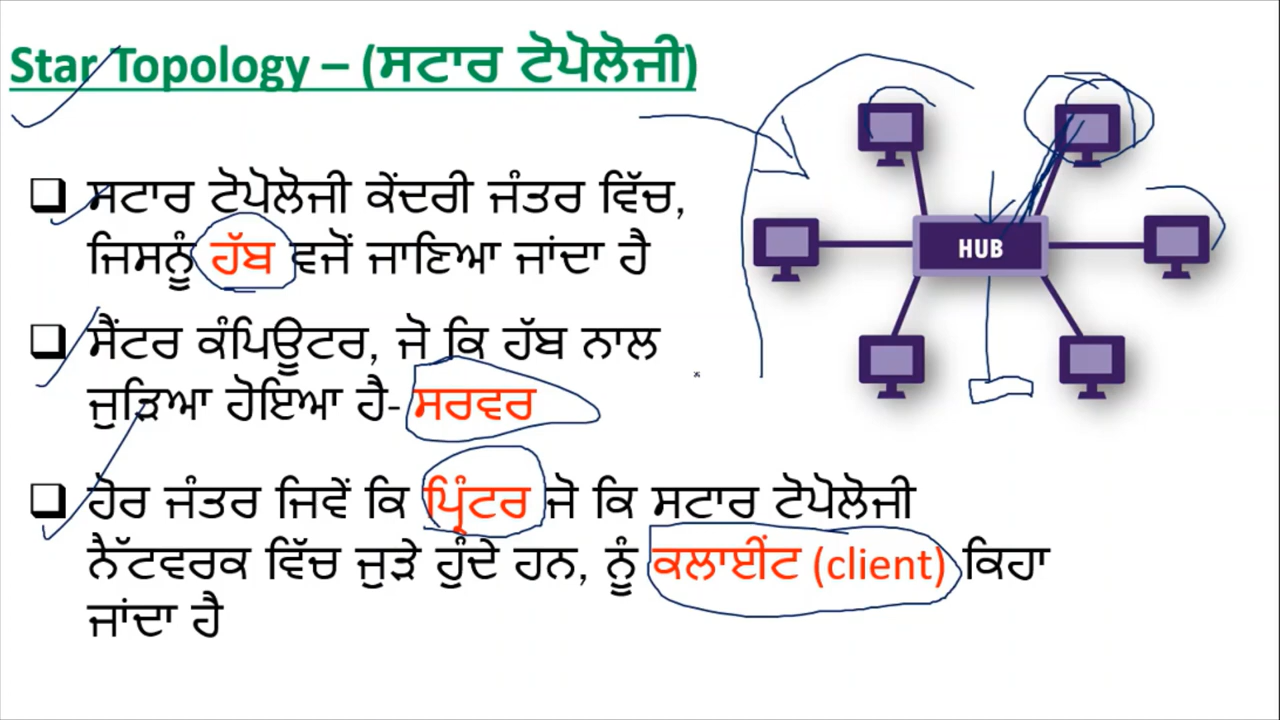 Star Topology – (ਸਟਾਰ ਟੋਪੋਲੋਜੀ)
ਸਟਾਰ ਟੋਪੋਲੋਜੀ ਕੇਂਦਰੀ ਜੰਤਰ ਵਿੱਚ,
ਜਿਸਨੂੰ ਹੱਬ ਵਜੋਂ ਜਾਣਿਆ ਜਾਂਦਾ ਹੈ
HUB
ਸੈਂਟਰ ਕੰਪਿਊਟਰ, ਜੋ ਕਿ ਹੱਬ ਨਾਲ
ਜੁੜਿਆ ਹੋਇਆ ਹੈ- ਸਰਵਰ
ਹੋਰ ਜੰਤਰ ਜਿਵੇਂ ਕਿ ਪ੍ਰਿੰਟਰ ਜੋ ਕਿ ਸਟਾਰ ਟੋਪੋਲੋਜੀ
ਨੈੱਟਵਰਕ ਵਿੱਚ ਜੁੜੇ ਹੁੰਦੇ ਹਨ, ਨੂੰ ਕਲਾਈਂਟ (client) ਕਿਹਾ
ਜਾਂਦਾ ਹੈ